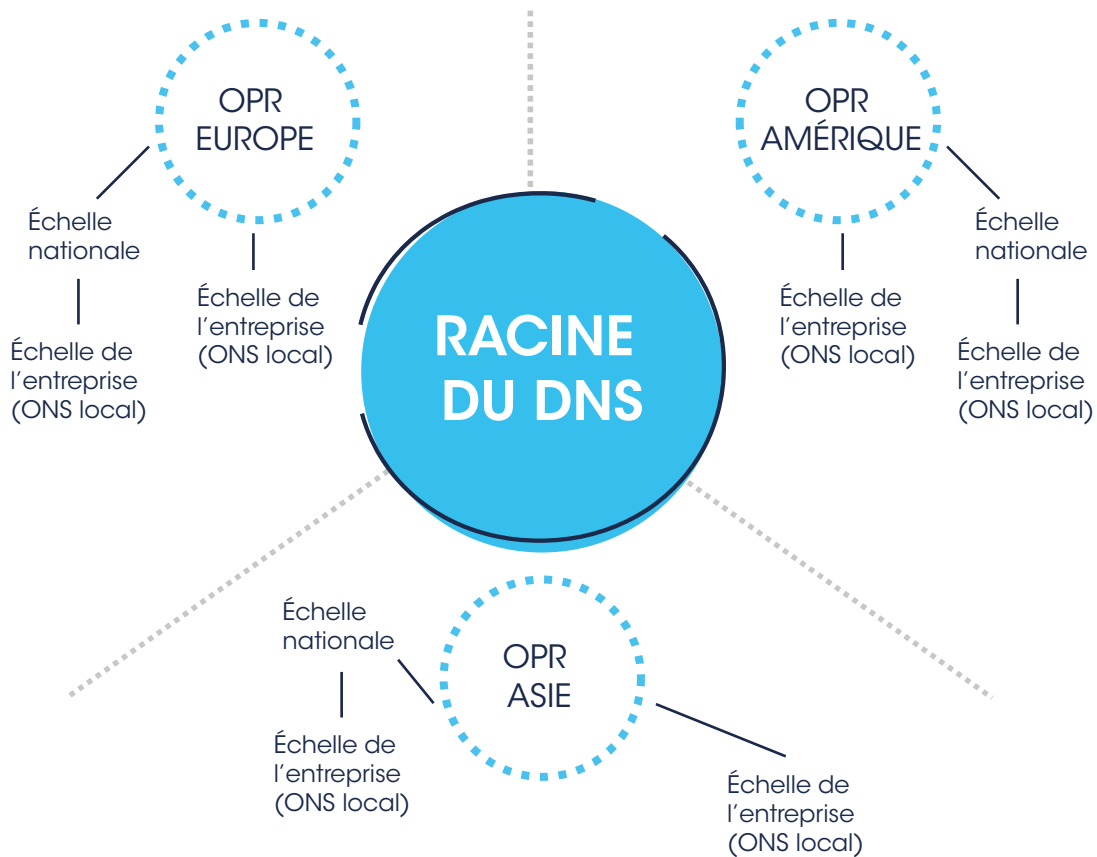 OPR
EUROPE
Échelle
nationale
Échelle de
l’entreprise
(ONS local)
Échelle de
l’entreprise
(ONS local)
OPR
AMÉRIQUE
Échelle de
l’entreprise
(ONS local)
Échelle
nationale
Échelle de
l’entreprise
(ONS local)
RACINE
DU DNS
Échelle
nationale
Échelle de
l’entreprise
(ONS local)
OPR
ASIE
Échelle de
l’entreprise
(ONS local)